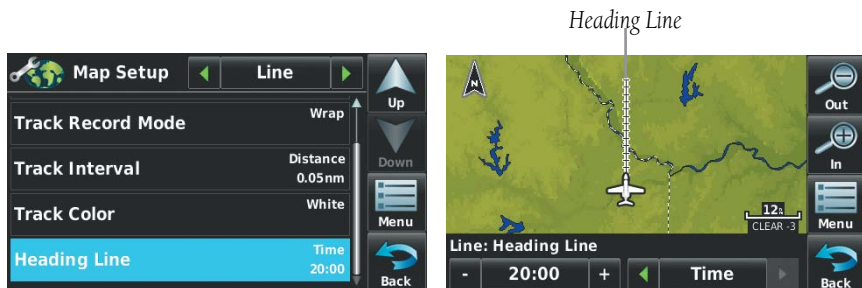 Heading Line
Map Setup
Line
Up
Track Record Mode
Wrap
Track Interval
Distance
0.05nm
Down
Track Color
White
Menu
Heading Line
Time
20:00
Back
N
Out
In
12
CLEAR -3
Menu
Line: Heading Line
- 20:00 + Time
Back